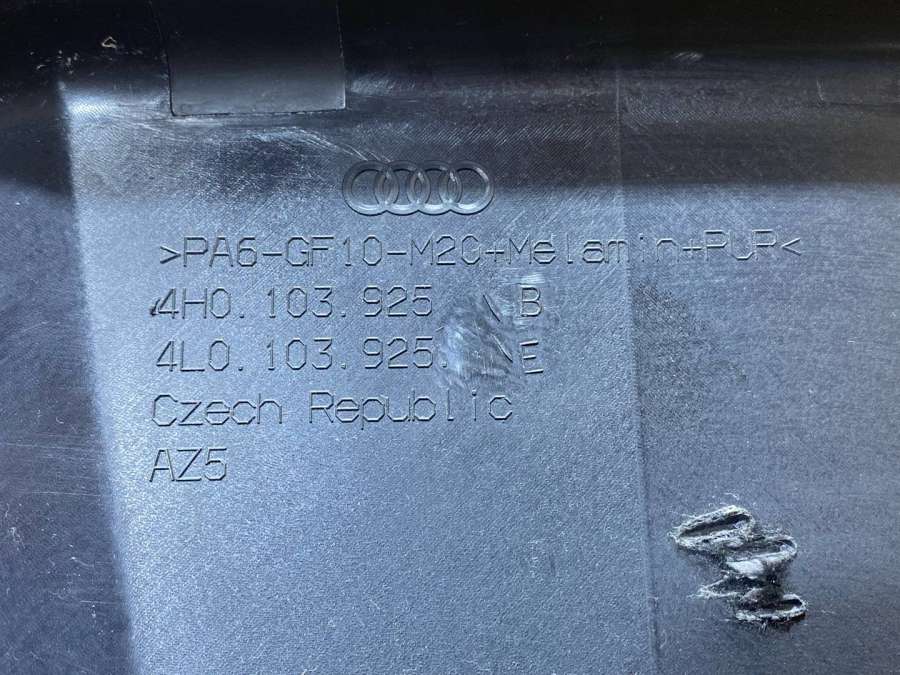 >PA6-GF10-M20+Melamin+PUR<
4H0.103.925 B
4L0.103.925. E
Czech Republic
AZ5